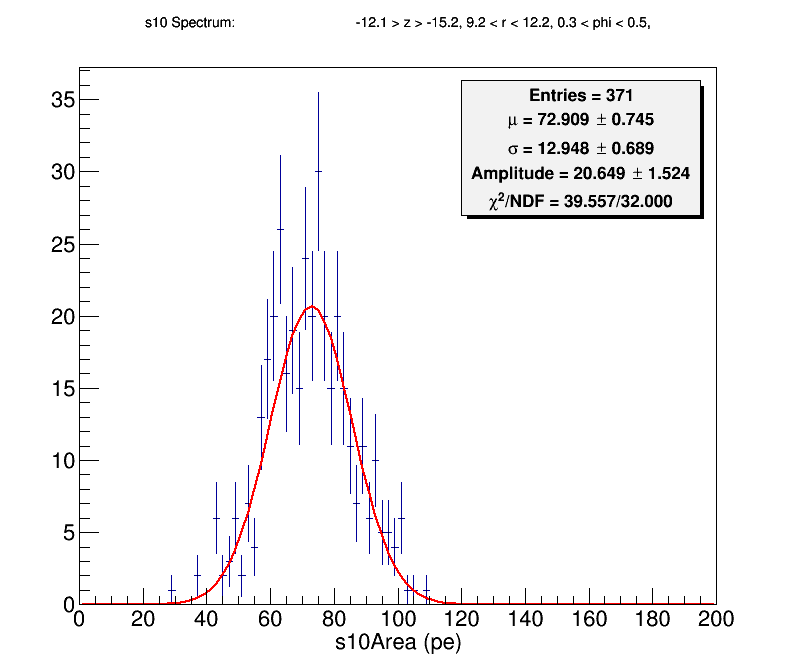 s10 Spectrum: -12.1 > z > -15.2, 9.2 < r < 12.2, 0.3 < phi < 0.5,
Entries = 371
μ = 72.909 ± 0.745
σ = 12.948 ± 0.689
Amplitude = 20.649 ± 1.524
χ²/NDF = 39.557/32.000
35
30
25
20
15
10
5
0
0 20 40 60 80 100 120 140 160 180 200
s10Area (pe)